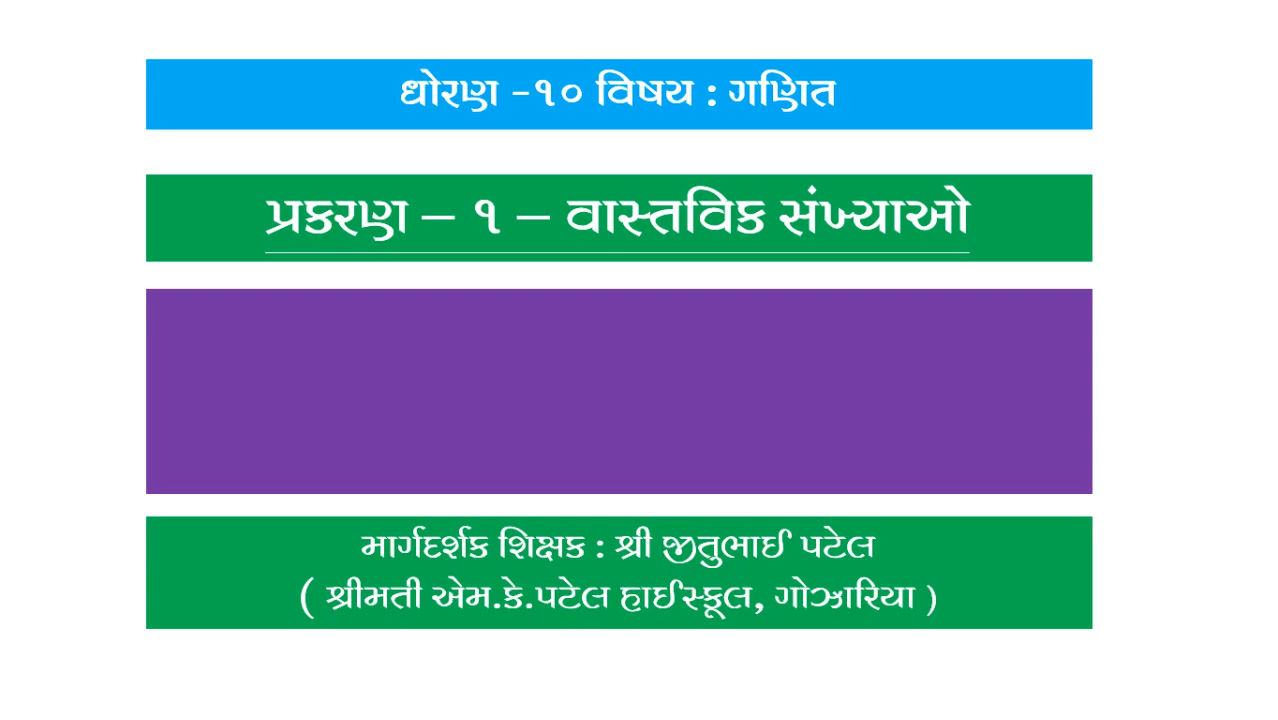 ધોરણ -૧૦ વિષય : ગણિત
પ્રકરણ – ૧ – વાસ્તવિક સંખ્યાઓ
માર્ગદર્શક શિક્ષક : શ્રી જીતુભાઈ પટેલ
( શ્રીમતી એમ.કે.પટેલ હાઈસ્કૂલ, ગોઝારિયા )